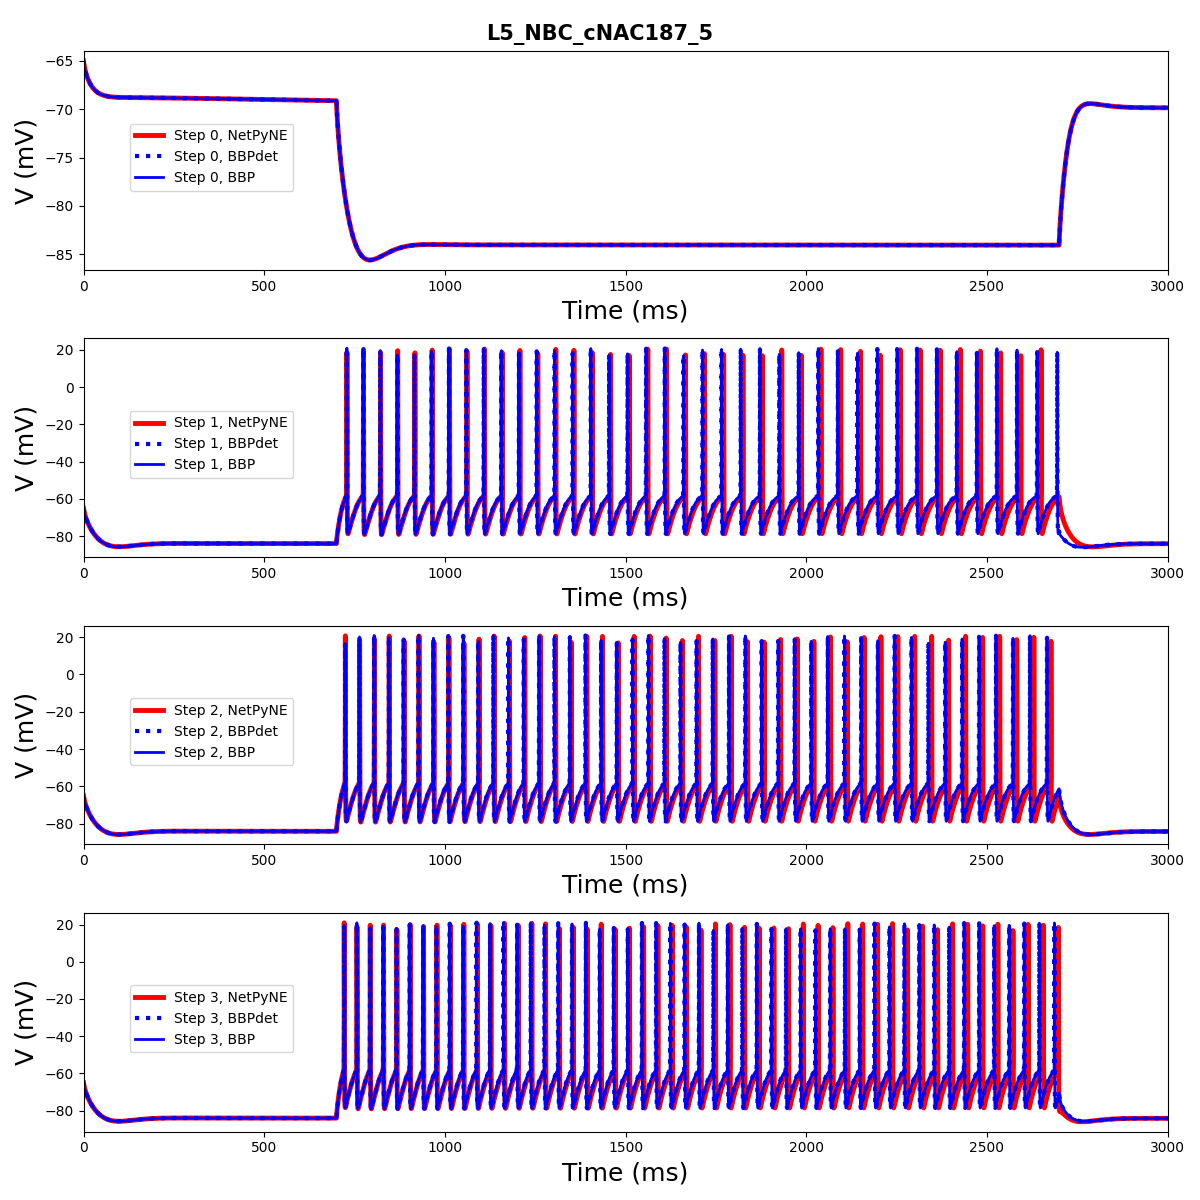 L5_NBC_cNAC187_5
−65
−70
−75
−80
−85
V (mV)
Step 0, NetPyNE
Step 0, BBPdet
Step 0, BBP
0 500 1000 1500 2000 2500 3000
Time (ms)
20
0
−20
−40
−60
−80
V (mV)
Step 1, NetPyNE
Step 1, BBPdet
Step 1, BBP
0 500 1000 1500 2000 2500 3000
Time (ms)
20
0
−20
−40
−60
−80
V (mV)
Step 2, NetPyNE
Step 2, BBPdet
Step 2, BBP
0 500 1000 1500 2000 2500 3000
Time (ms)
20
0
−20
−40
−60
−80
V (mV)
Step 3, NetPyNE
Step 3, BBPdet
Step 3, BBP
0 500 1000 1500 2000 2500 3000
Time (ms)